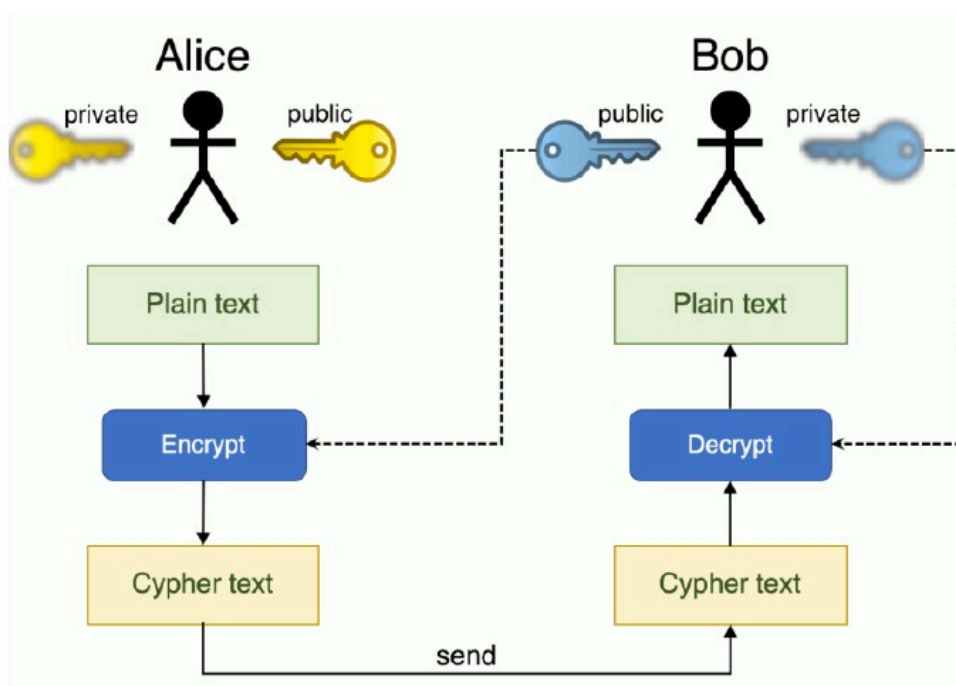 Alice
Bob
private
public
public
private
Plain text
Plain text
Encrypt
Decrypt
Cypher text
Cypher text
send